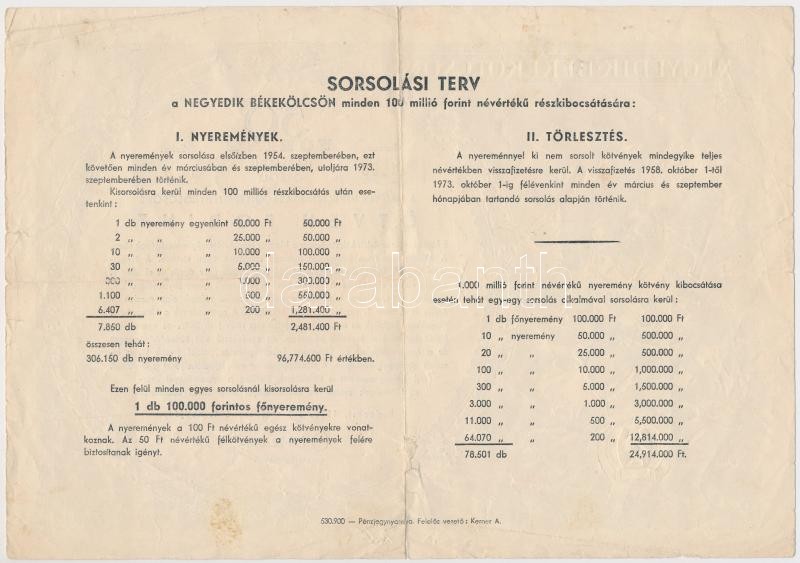 SORSOLÁSI TERV
a NEGYEDIK BÉKEKÖLCSÖN minden 100 millió forint névértékű részkibocsátására:
I. NYEREMÉNYEK.
A nyeremények sorsolása elsőízben 1954. szeptemberében, ezt
követően minden év márciusában és szeptemberében, utoljára 1973.
szeptemberében történik.
Kisorsolásra kerül minden 100 milliós részkibocsátás után ese-
tenkint:
1 db nyeremény egyenkint 50.000 Ft 50.000 Ft
2 „ „ „ 25.000 „ 50.000 „
10 „ „ „ 10.000 „ 100.000 „
30 „ „ „ 5.000 „ 150.000 „
300 „ „ „ 1.000 „ 300.000 „
1.100 „ „ „ 500 „ 550.000 „
6.407 „ „ „ 200 „ 1,281.400 „
7.850 db 2,481.400 Ft
összesen tehát:
306.150 db nyeremény 96,774.600 Ft értékben.
Ezen felül minden egyes sorsolásnál kisorsolásra kerül
1 db 100.000 forintos főnyeremény.
A nyeremények a 100 Ft névértékű egész kötvényekre vonat-
koznak. Az 50 Ft névértékű félkötvények a nyeremények felére
biztosítanak igényt.
II. TÖRLESZTÉS.
A nyereménnyel ki nem sorsolt kötvények mindegyike teljes
névértékben visszafizetésre kerül. A visszafizetés 1958. október 1-től
1973. október 1-ig félévenkint minden év március és szeptember
hónapjában tartandó sorsolás alapján történik.
1.000 millió forint névértékű nyeremény kötvény kibocsátása
esetén tehát egy-egy sorsolás alkalmával sorsolásra kerül:
1 db főnyeremény 100.000 Ft 100.000 Ft
10 „ nyeremény 50.000 „ 500.000 „
20 „ „ 25.000 „ 500.000 „
100 „ „ 10.000 „ 1,000.000 „
300 „ „ 5.000 „ 1,500.000 „
3.000 „ „ 1.000 „ 3,000.000 „
11.000 „ „ 500 „ 5,500.000 „
64.070 „ „ 200 „ 12,814.000 „
78.501 db 24,914.000 Ft.
530.900 — Pénzjegynyomda. Felelős vezető: Kerner A.
darabanth